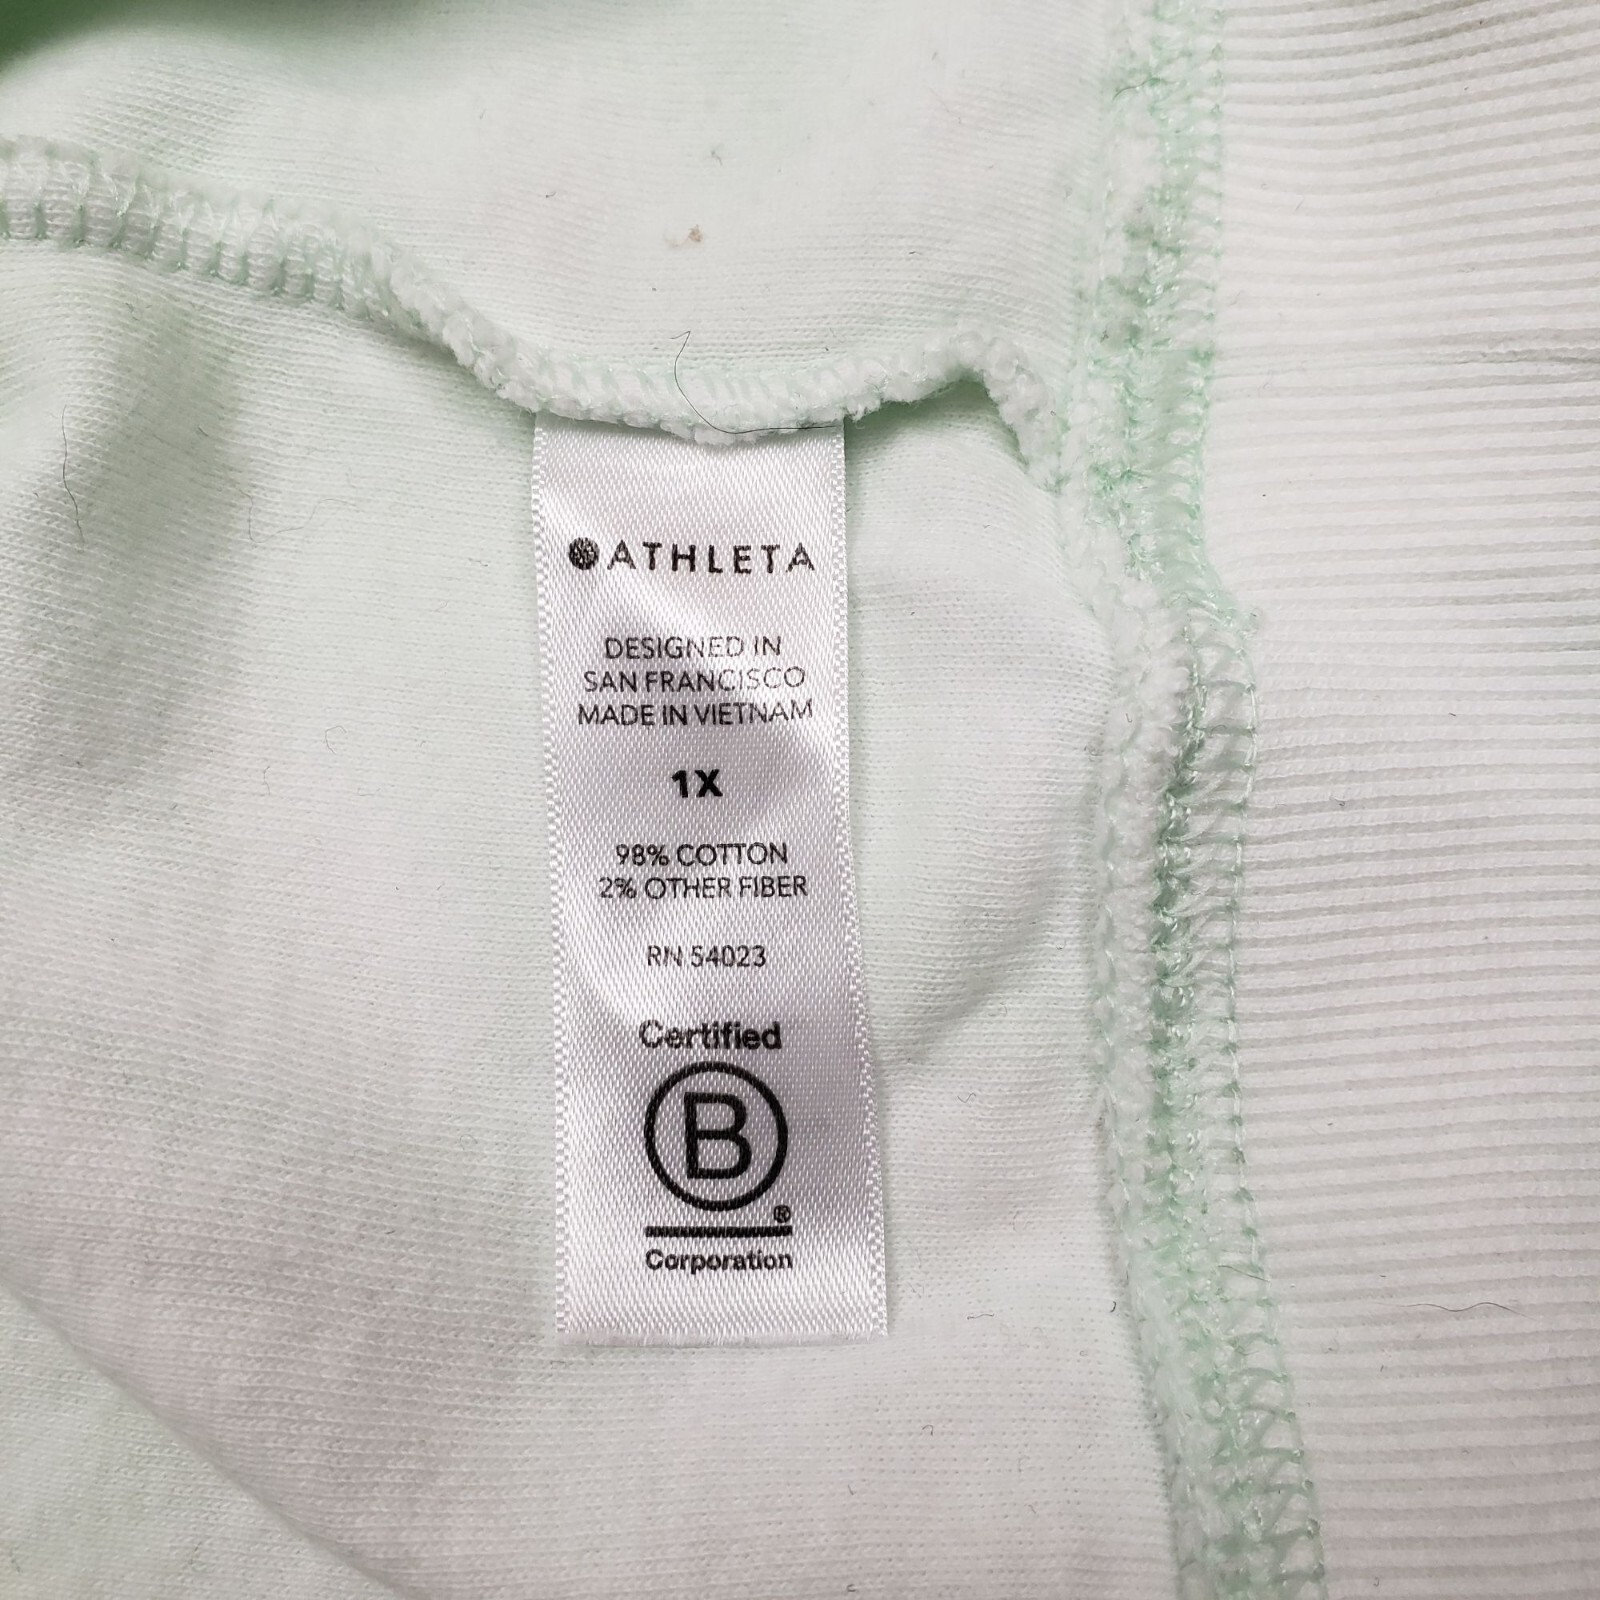 ATHLETA
DESIGNED IN
SAN FRANCISCO
MADE IN VIETNAM
1X
98% COTTON
2% OTHER FIBER
RN 54023
Certified
B
®
Corporation